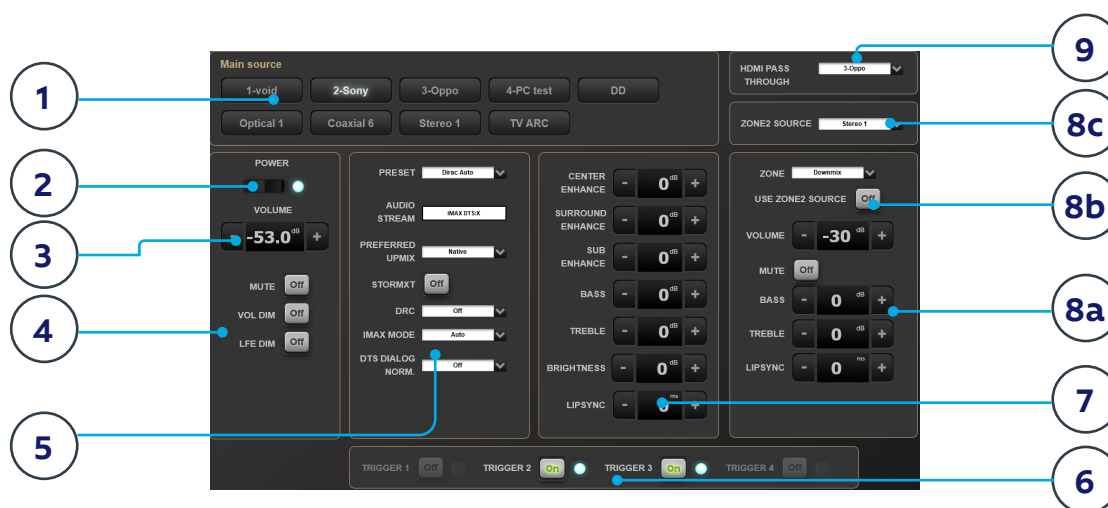 Main source
1-void 2-Sony 3-Oppo 4-PC test DD
Optical 1 Coaxial 6 Stereo 1 TV ARC
HDMI PASS
THROUGH
3-Oppo
ZONE2 SOURCE Stereo 1
POWER
VOLUME
- -53.0 dB +
MUTE Off
VOL DIM Off
LFE DIM Off
PRESET Dirac Auto
AUDIO
STREAM
IMAX DTS:X
PREFERRED
UPMIX
Native
STORMXT Off
DRC Off
IMAX MODE Auto
DTS DIALOG
NORM.
Off
CENTER
ENHANCE
- 0 dB +
SURROUND
ENHANCE
- 0 dB +
SUB
ENHANCE
- 0 dB +
BASS - 0 dB +
TREBLE - 0 dB +
BRIGHTNESS - 0 dB +
LIPSYNC - 0 ms +
ZONE Downmix
USE ZONE2 SOURCE Off
VOLUME - -30 dB +
MUTE Off
BASS - 0 dB +
TREBLE - 0 dB +
LIPSYNC - 0 ms +
TRIGGER 1 Off TRIGGER 2 On TRIGGER 3 On TRIGGER 4 Off
1
2
3
4
5
9
8c
8b
8a
7
6